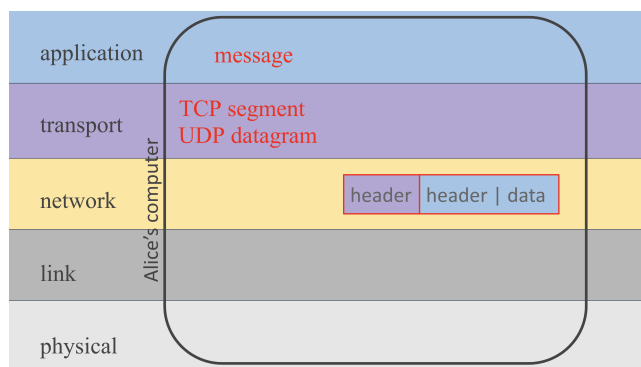 application
message
transport
TCP segment
UDP datagram
network
header
header | data
link
physical
Alice's computer